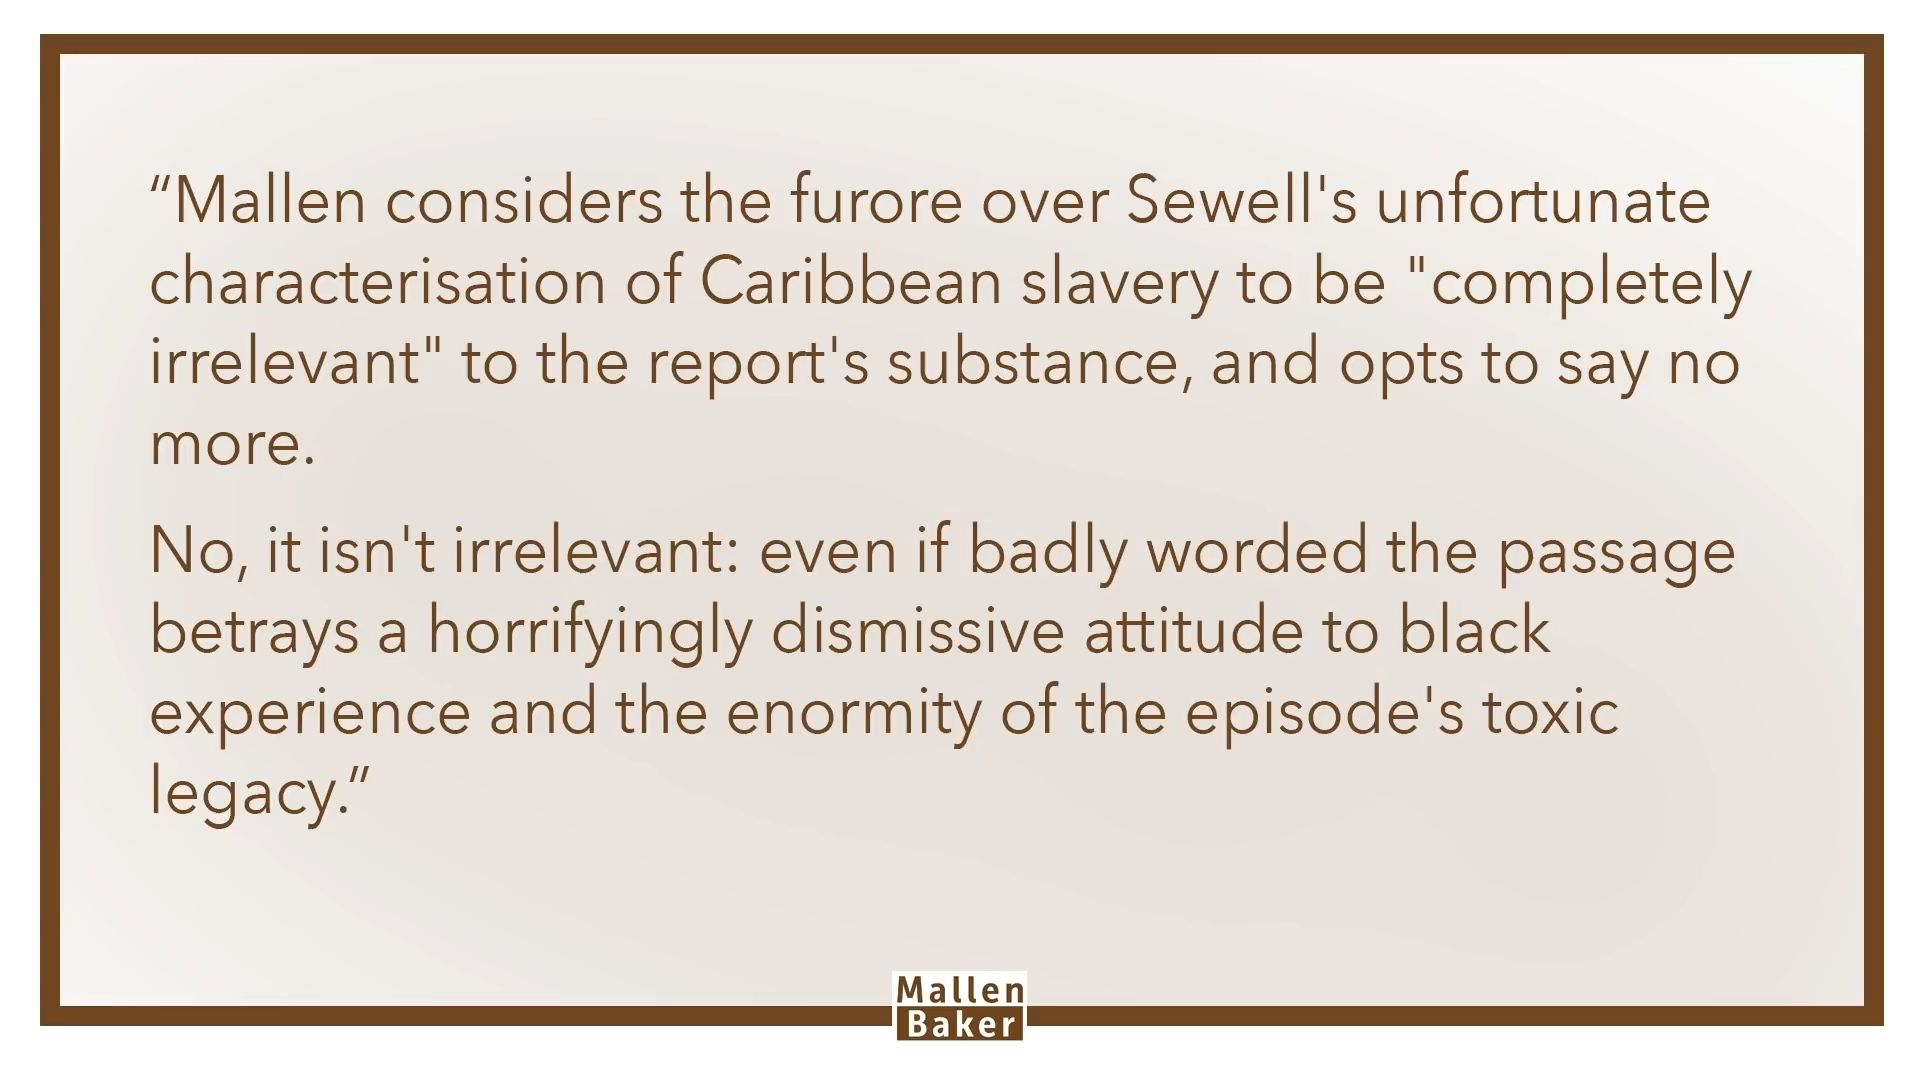 “Mallen considers the furore over Sewell's unfortunate
characterisation of Caribbean slavery to be "completely
irrelevant" to the report's substance, and opts to say no
more.
No, it isn't irrelevant: even if badly worded the passage
betrays a horrifyingly dismissive attitude to black
experience and the enormity of the episode's toxic
legacy.”
Mallen
Baker